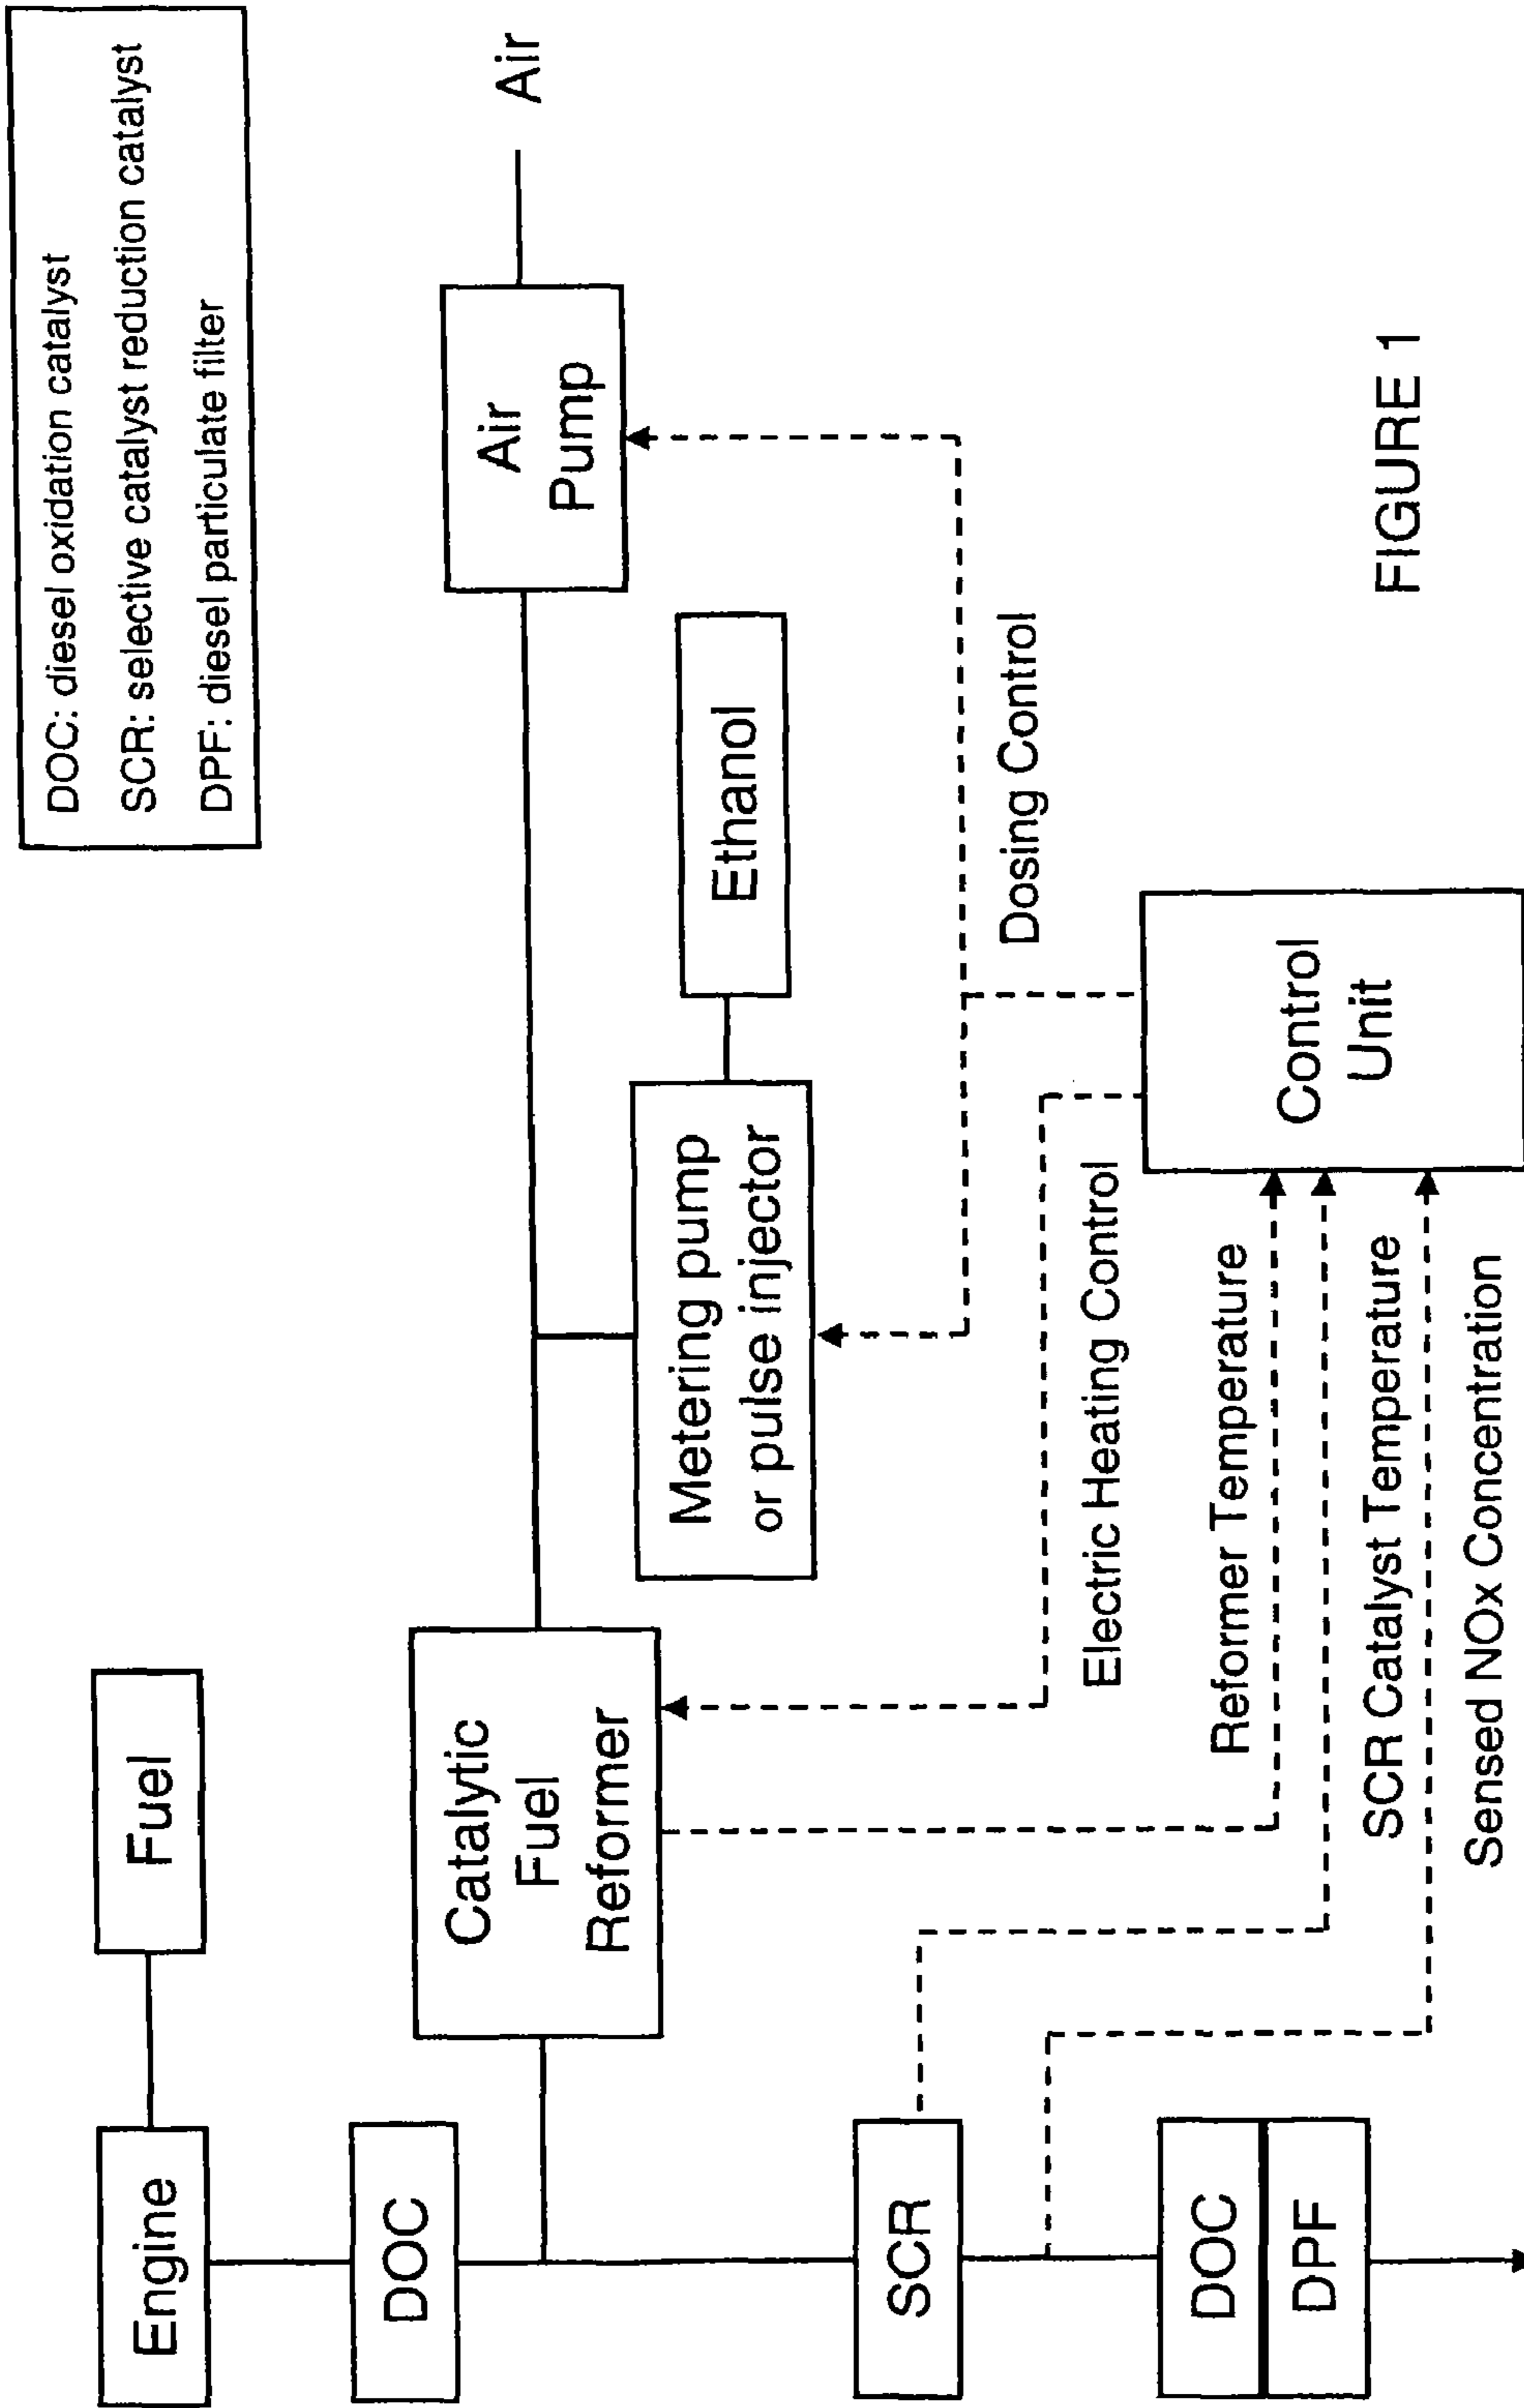 DOC: diesel oxidation catalyst
SCR: selective catalyst reduction catalyst
DPF: diesel particulate filter
Engine
Fuel
DOC
Catalytic
Fuel
Reformer
Air
Pump
Air
Metering pump
or pulse injector
Ethanol
SCR
Dosing Control
Electric Heating Control
Reformer Temperature
SCR Catalyst Temperature
Sensed NOx Concentration
Control
Unit
DOC
DPF
FIGURE 1